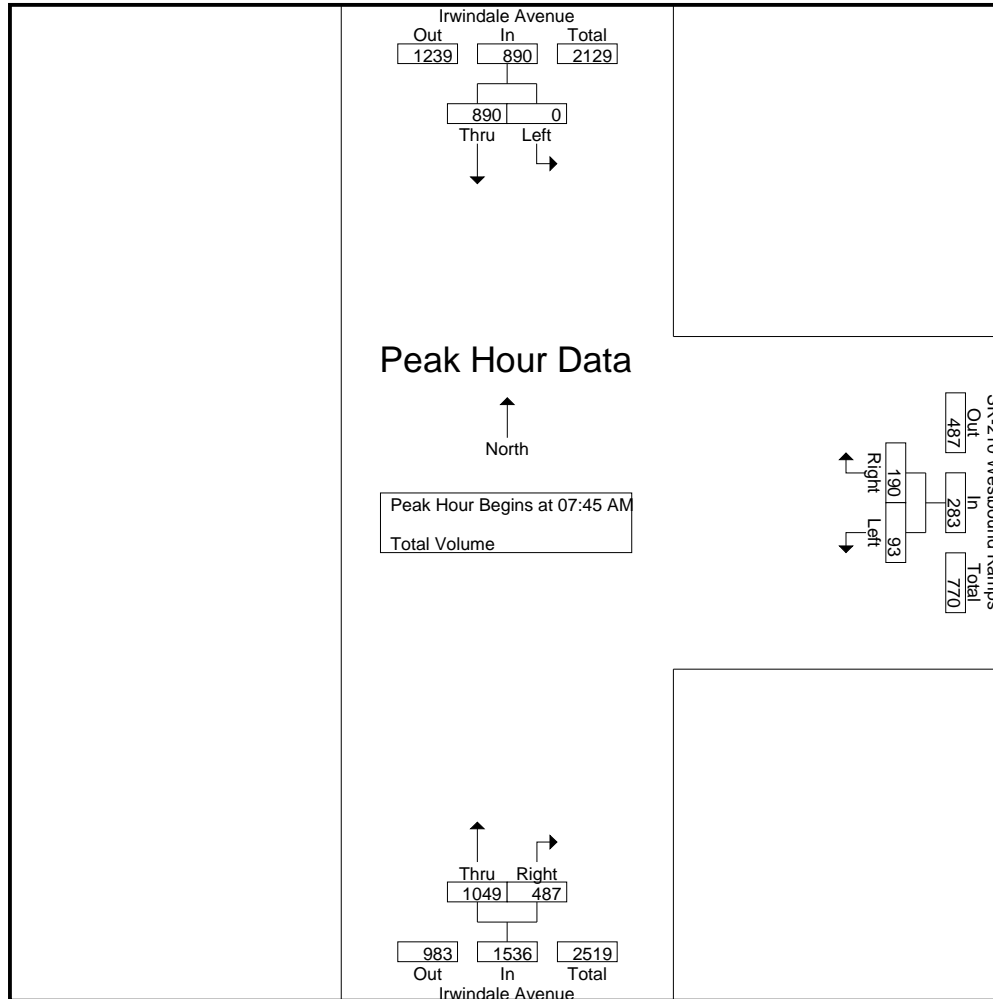 Irwindale Avenue
Out In Total
1239 890 2129
890 0
Thru Left
Peak Hour Data
North
Peak Hour Begins at 07:45 AM
Total Volume
Westbound Ramps
Out In Total
487 283 770
190 93
Right Left
Thru Right
1049 487
983 1536 2519
Out In Total
Irwindale Avenue